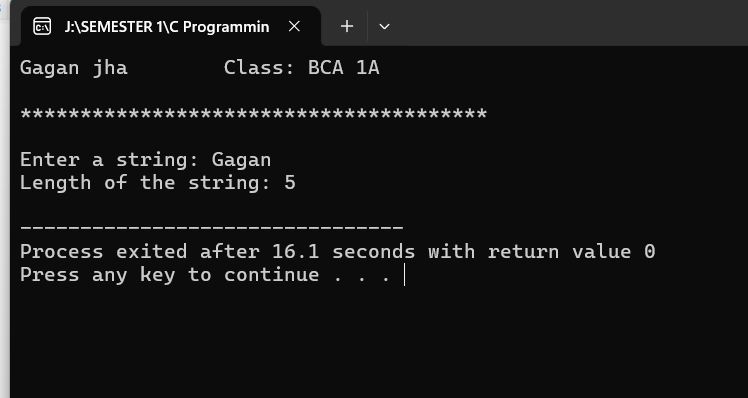 J:\SEMESTER 1\C Programmin
Gagan jha        Class: BCA 1A
***************************************
Enter a string: Gagan
Length of the string: 5
--------------------------------
Process exited after 16.1 seconds with return value 0
Press any key to continue . . .